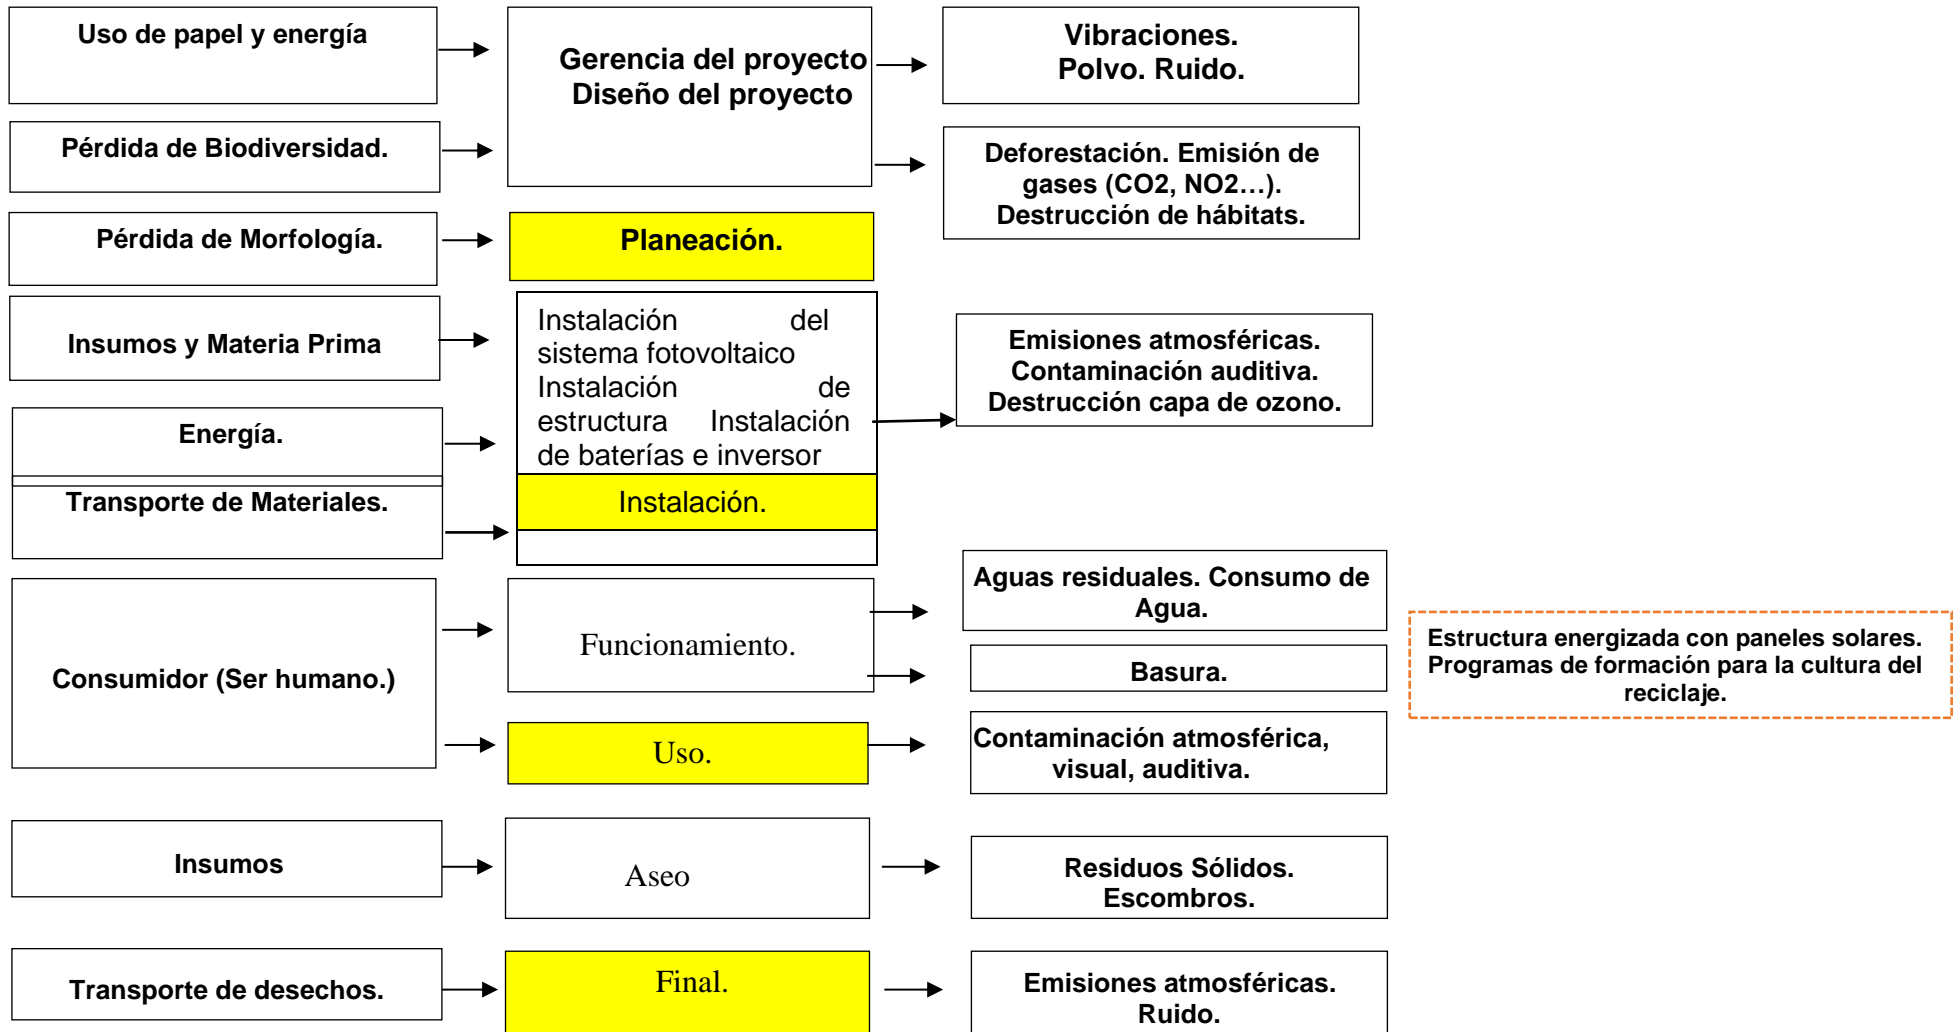 Uso de papel y energía
Gerencia del proyecto
Diseño del proyecto
Vibraciones.
Polvo. Ruido.
Pérdida de Biodiversidad.
Deforestación. Emisión de
gases (CO2, NO2…).
Destrucción de hábitats.
Pérdida de Morfología.
Planeación.
Insumos y Materia Prima
Instalación del
sistema fotovoltaico
Instalación de
estructura Instalación
de baterías e inversor
Emisiones atmosféricas.
Contaminación auditiva.
Destrucción capa de ozono.
Energía.
Transporte de Materiales.
Instalación.
Consumidor (Ser humano.)
Funcionamiento.
Aguas residuales. Consumo de
Agua.
Basura.
Estructura energizada con paneles solares.
Programas de formación para la cultura del
reciclaje.
Uso.
Contaminación atmosférica,
visual, auditiva.
Insumos
Aseo
Residuos Sólidos.
Escombros.
Transporte de desechos.
Final.
Emisiones atmosféricas.
Ruido.